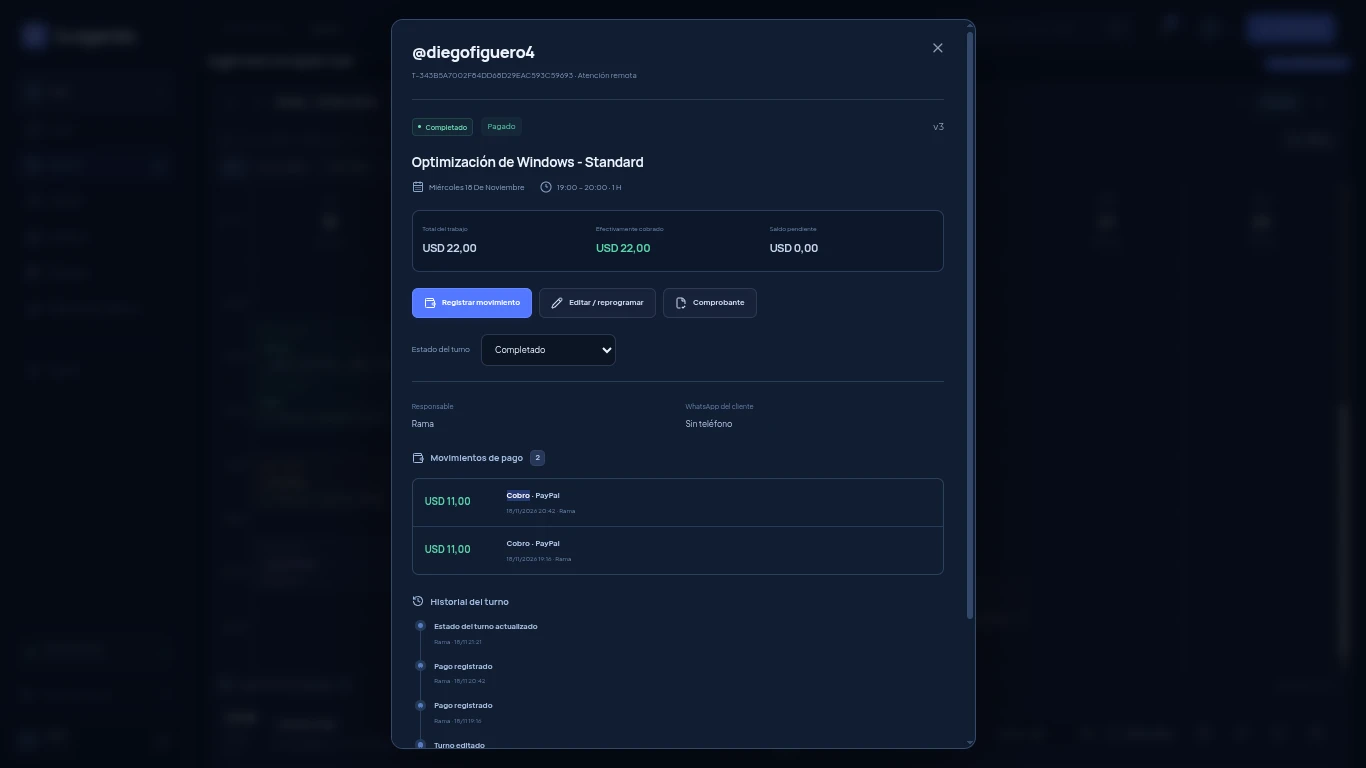 @diegofiguero4
T-343B5A7002F84DD68D29EAC593C59693 · Atención remota
Completado
Pagado
v3
Optimización de Windows - Standard
Miércoles 18 De Noviembre
19:00 – 20:00 · 1 H
Total del trabajo
Efectivamente cobrado
Saldo pendiente
USD 22,00
USD 22,00
USD 0,00
Registrar movimiento
Editar / reprogramar
Comprobante
Estado del turno
Completado
Responsable
WhatsApp del cliente
Rama
Sin teléfono
Movimientos de pago 2
USD 11,00
Cobro · PayPal
18/11/2026 20:42 · Rama
USD 11,00
Cobro · PayPal
18/11/2026 19:16 · Rama
Historial del turno
Estado del turno actualizado
Rama · 18/11 21:21
Pago registrado
Rama · 18/11 20:42
Pago registrado
Rama · 18/11 19:16
Turno editado